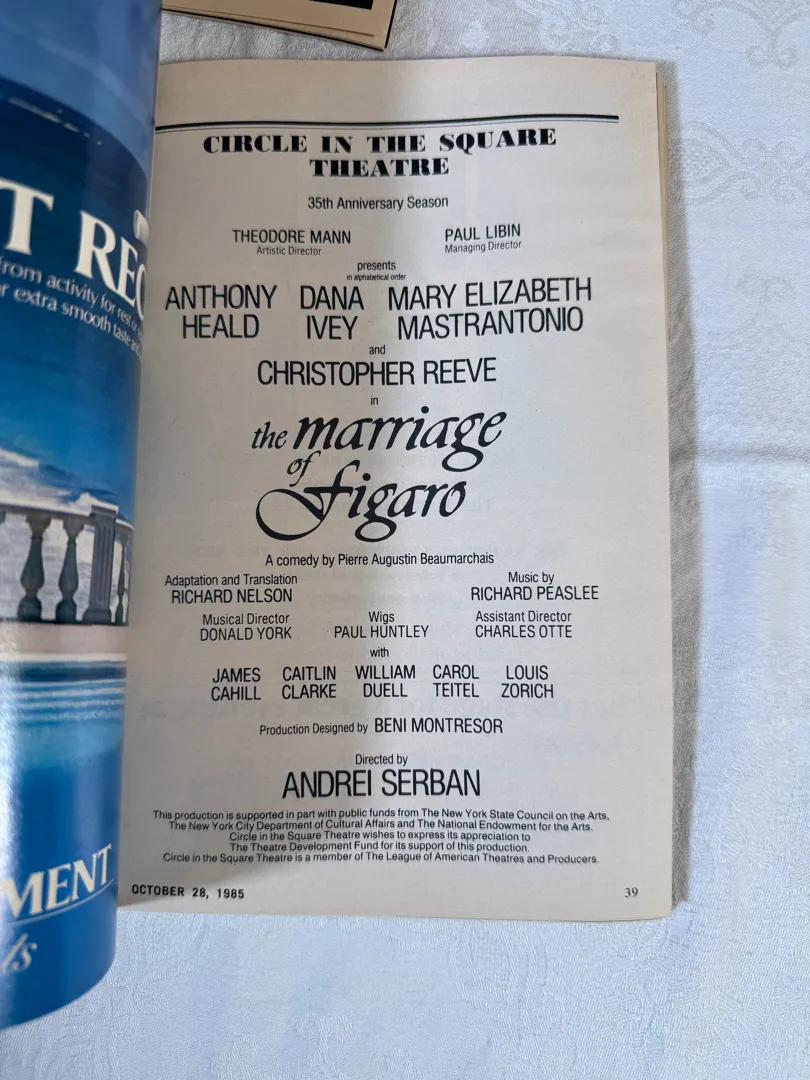 T REC
from activity for rest or
r extra smooth taste
MENT
ts
CIRCLE IN THE SQUARE
THEATRE
35th Anniversary Season
THEODORE MANN PAUL LIBIN
Artistic Director Managing Director
presents
in alphabetical order
ANTHONY DANA MARY ELIZABETH
HEALD IVEY MASTRANTONIO
and
CHRISTOPHER REEVE
in
the marriage
of
Figaro
A comedy by Pierre Augustin Beaumarchais
Adaptation and Translation Music by
RICHARD NELSON RICHARD PEASLEE
Musical Director Wigs Assistant Director
DONALD YORK PAUL HUNTLEY CHARLES OTTE
with
JAMES CAITLIN WILLIAM CAROL LOUIS
CAHILL CLARKE DUELL TEITEL ZORICH
Production Designed by BENI MONTRESOR
Directed by
ANDREI SERBAN
This production is supported in part with public funds from The New York State Council on the Arts,
The New York City Department of Cultural Affairs and The National Endowment for the Arts.
Circle in the Square Theatre wishes to express its appreciation to
The Theatre Development Fund for its support of this production.
Circle in the Square Theatre is a member of The League of American Theatres and Producers.
OCTOBER 28, 1985 39